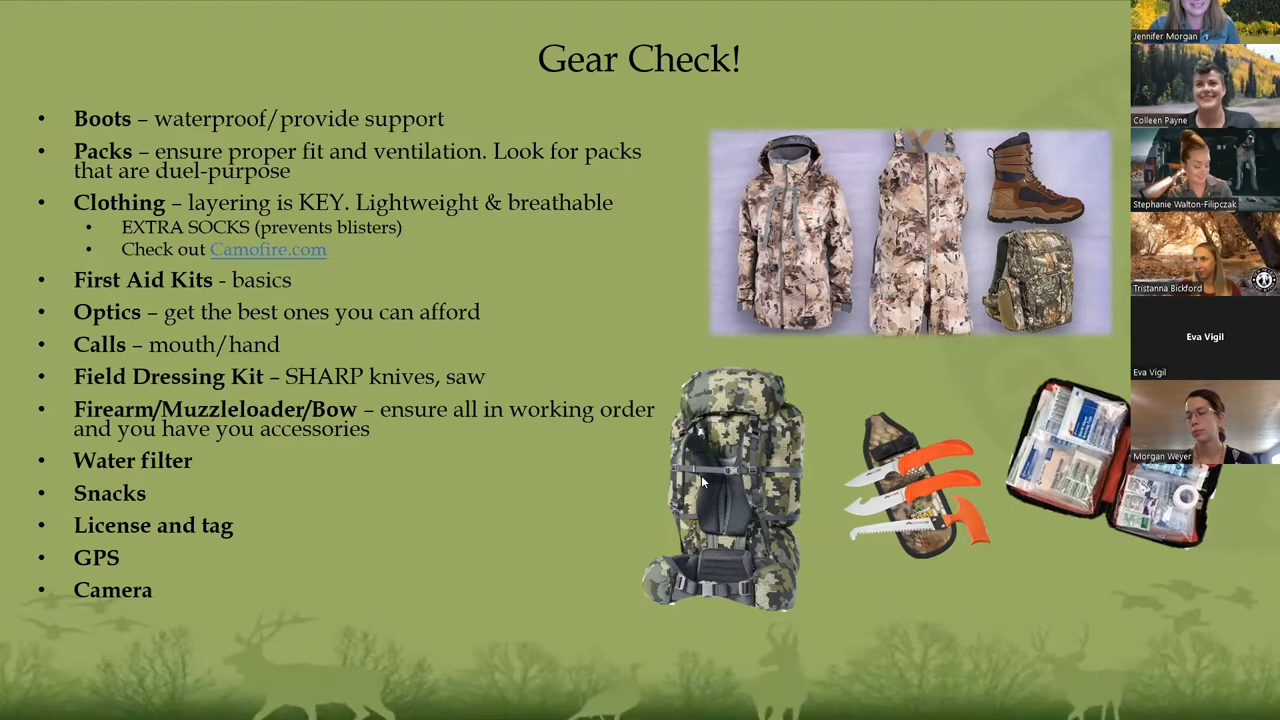 Gear Check!
• Boots – waterproof/provide support
• Packs – ensure proper fit and ventilation. Look for packs
that are duel-purpose
• Clothing – layering is KEY. Lightweight & breathable
• EXTRA SOCKS (prevents blisters)
• Check out Camofire.com
• First Aid Kits - basics
• Optics – get the best ones you can afford
• Calls – mouth/hand
• Field Dressing Kit – SHARP knives, saw
• Firearm/Muzzleloader/Bow – ensure all in working order
and you have you accessories
• Water filter
• Snacks
• License and tag
• GPS
• Camera
Jennifer Morgan
Colleen Payne
Stephanie Walton-Filipczak
Tristanna Bickford
Eva Vigil
Eva Vigil
Morgan Weyer